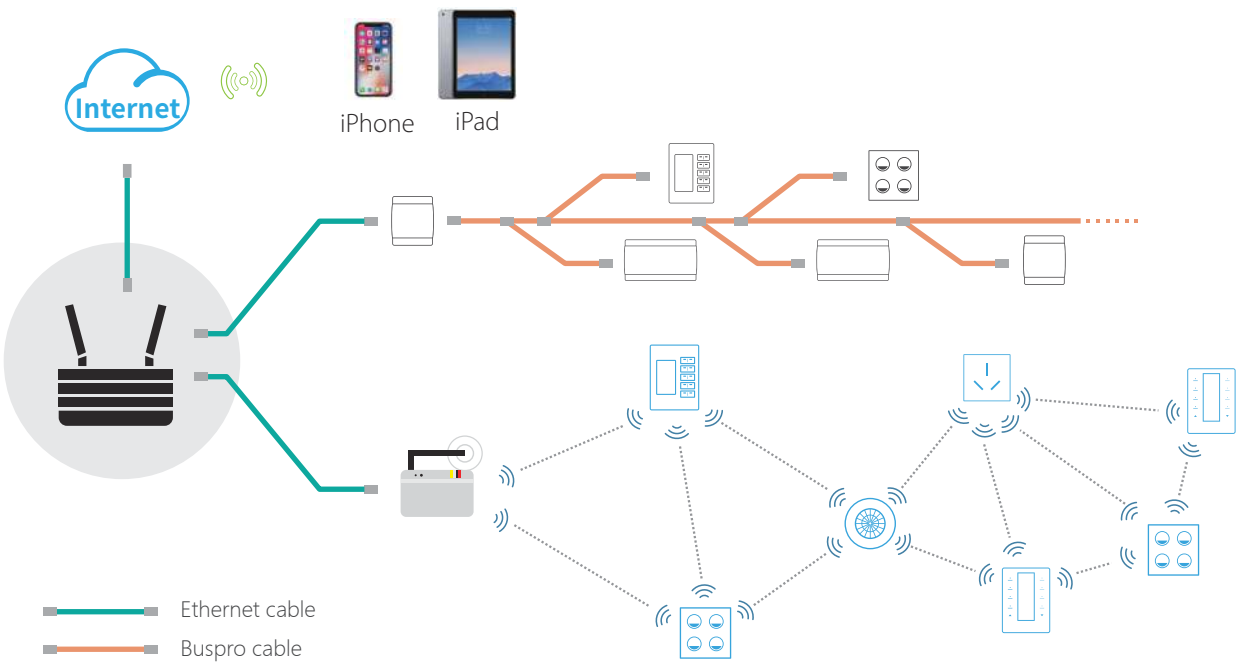 Internet
iPhone
iPad
Ethernet cable
Buspro cable